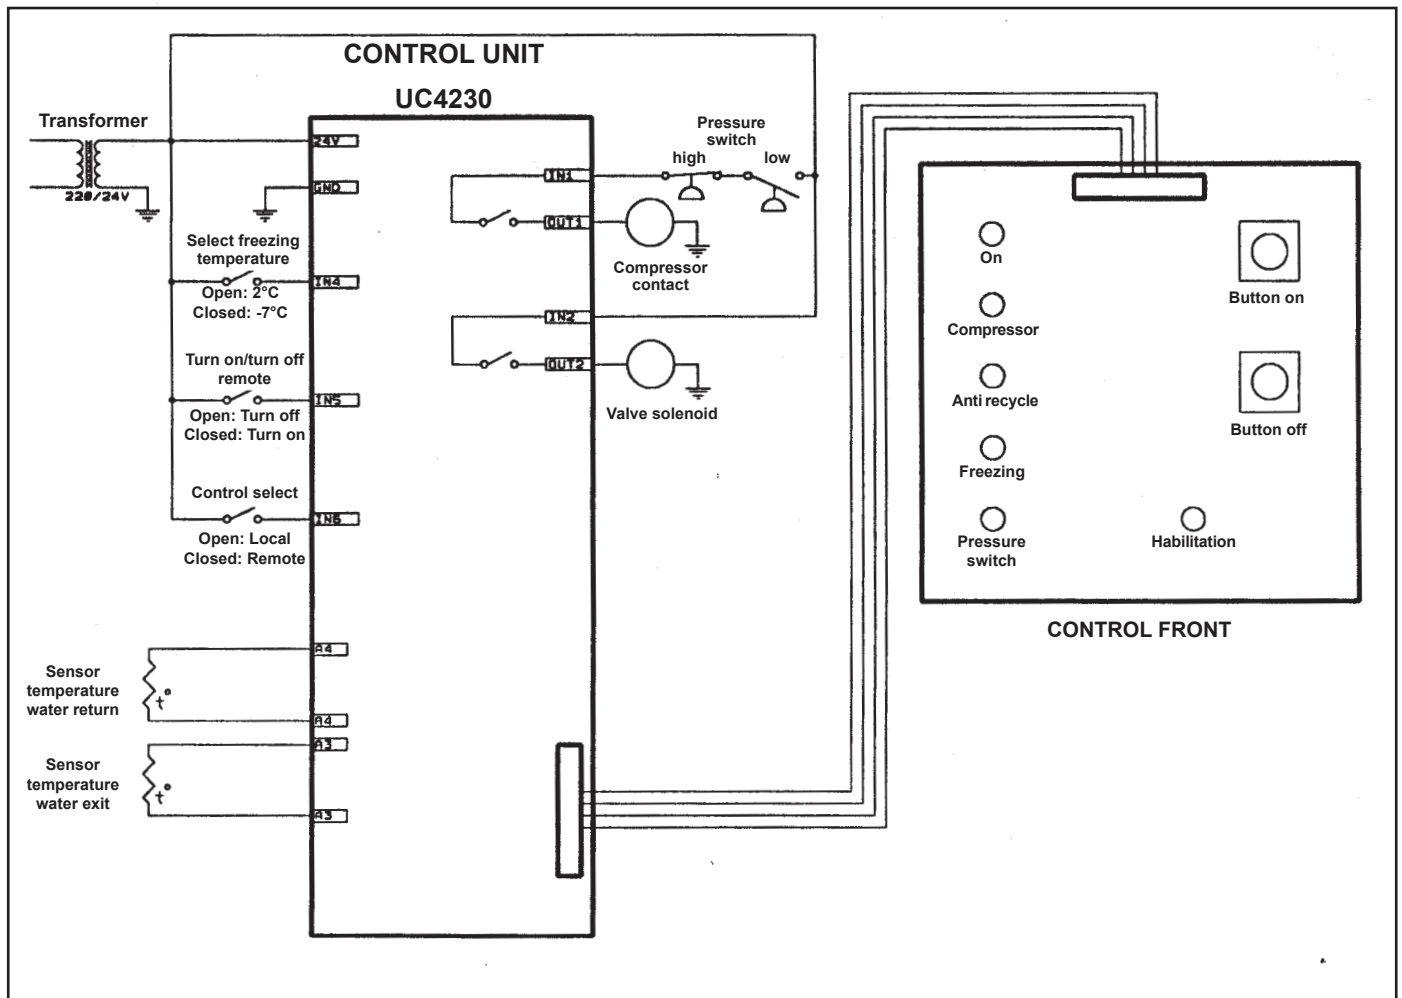 CONTROL UNIT
UC4230
Transformer
220/24V
24V
GND
Select freezing
temperature
Open: 2°C
Closed: -7°C
IN4
Turn on/turn off
remote
Open: Turn off
Closed: Turn on
IN5
Control select
Open: Local
Closed: Remote
IN6
Sensor
temperature
water return
t°
A4
A4
Sensor
temperature
water exit
t°
A3
A3
IN1
OUT1
Pressure
switch
high
low
Compressor
contact
IN2
OUT2
Valve solenoid
On
Compressor
Anti recycle
Freezing
Pressure
switch
Button on
Button off
Habilitation
CONTROL FRONT